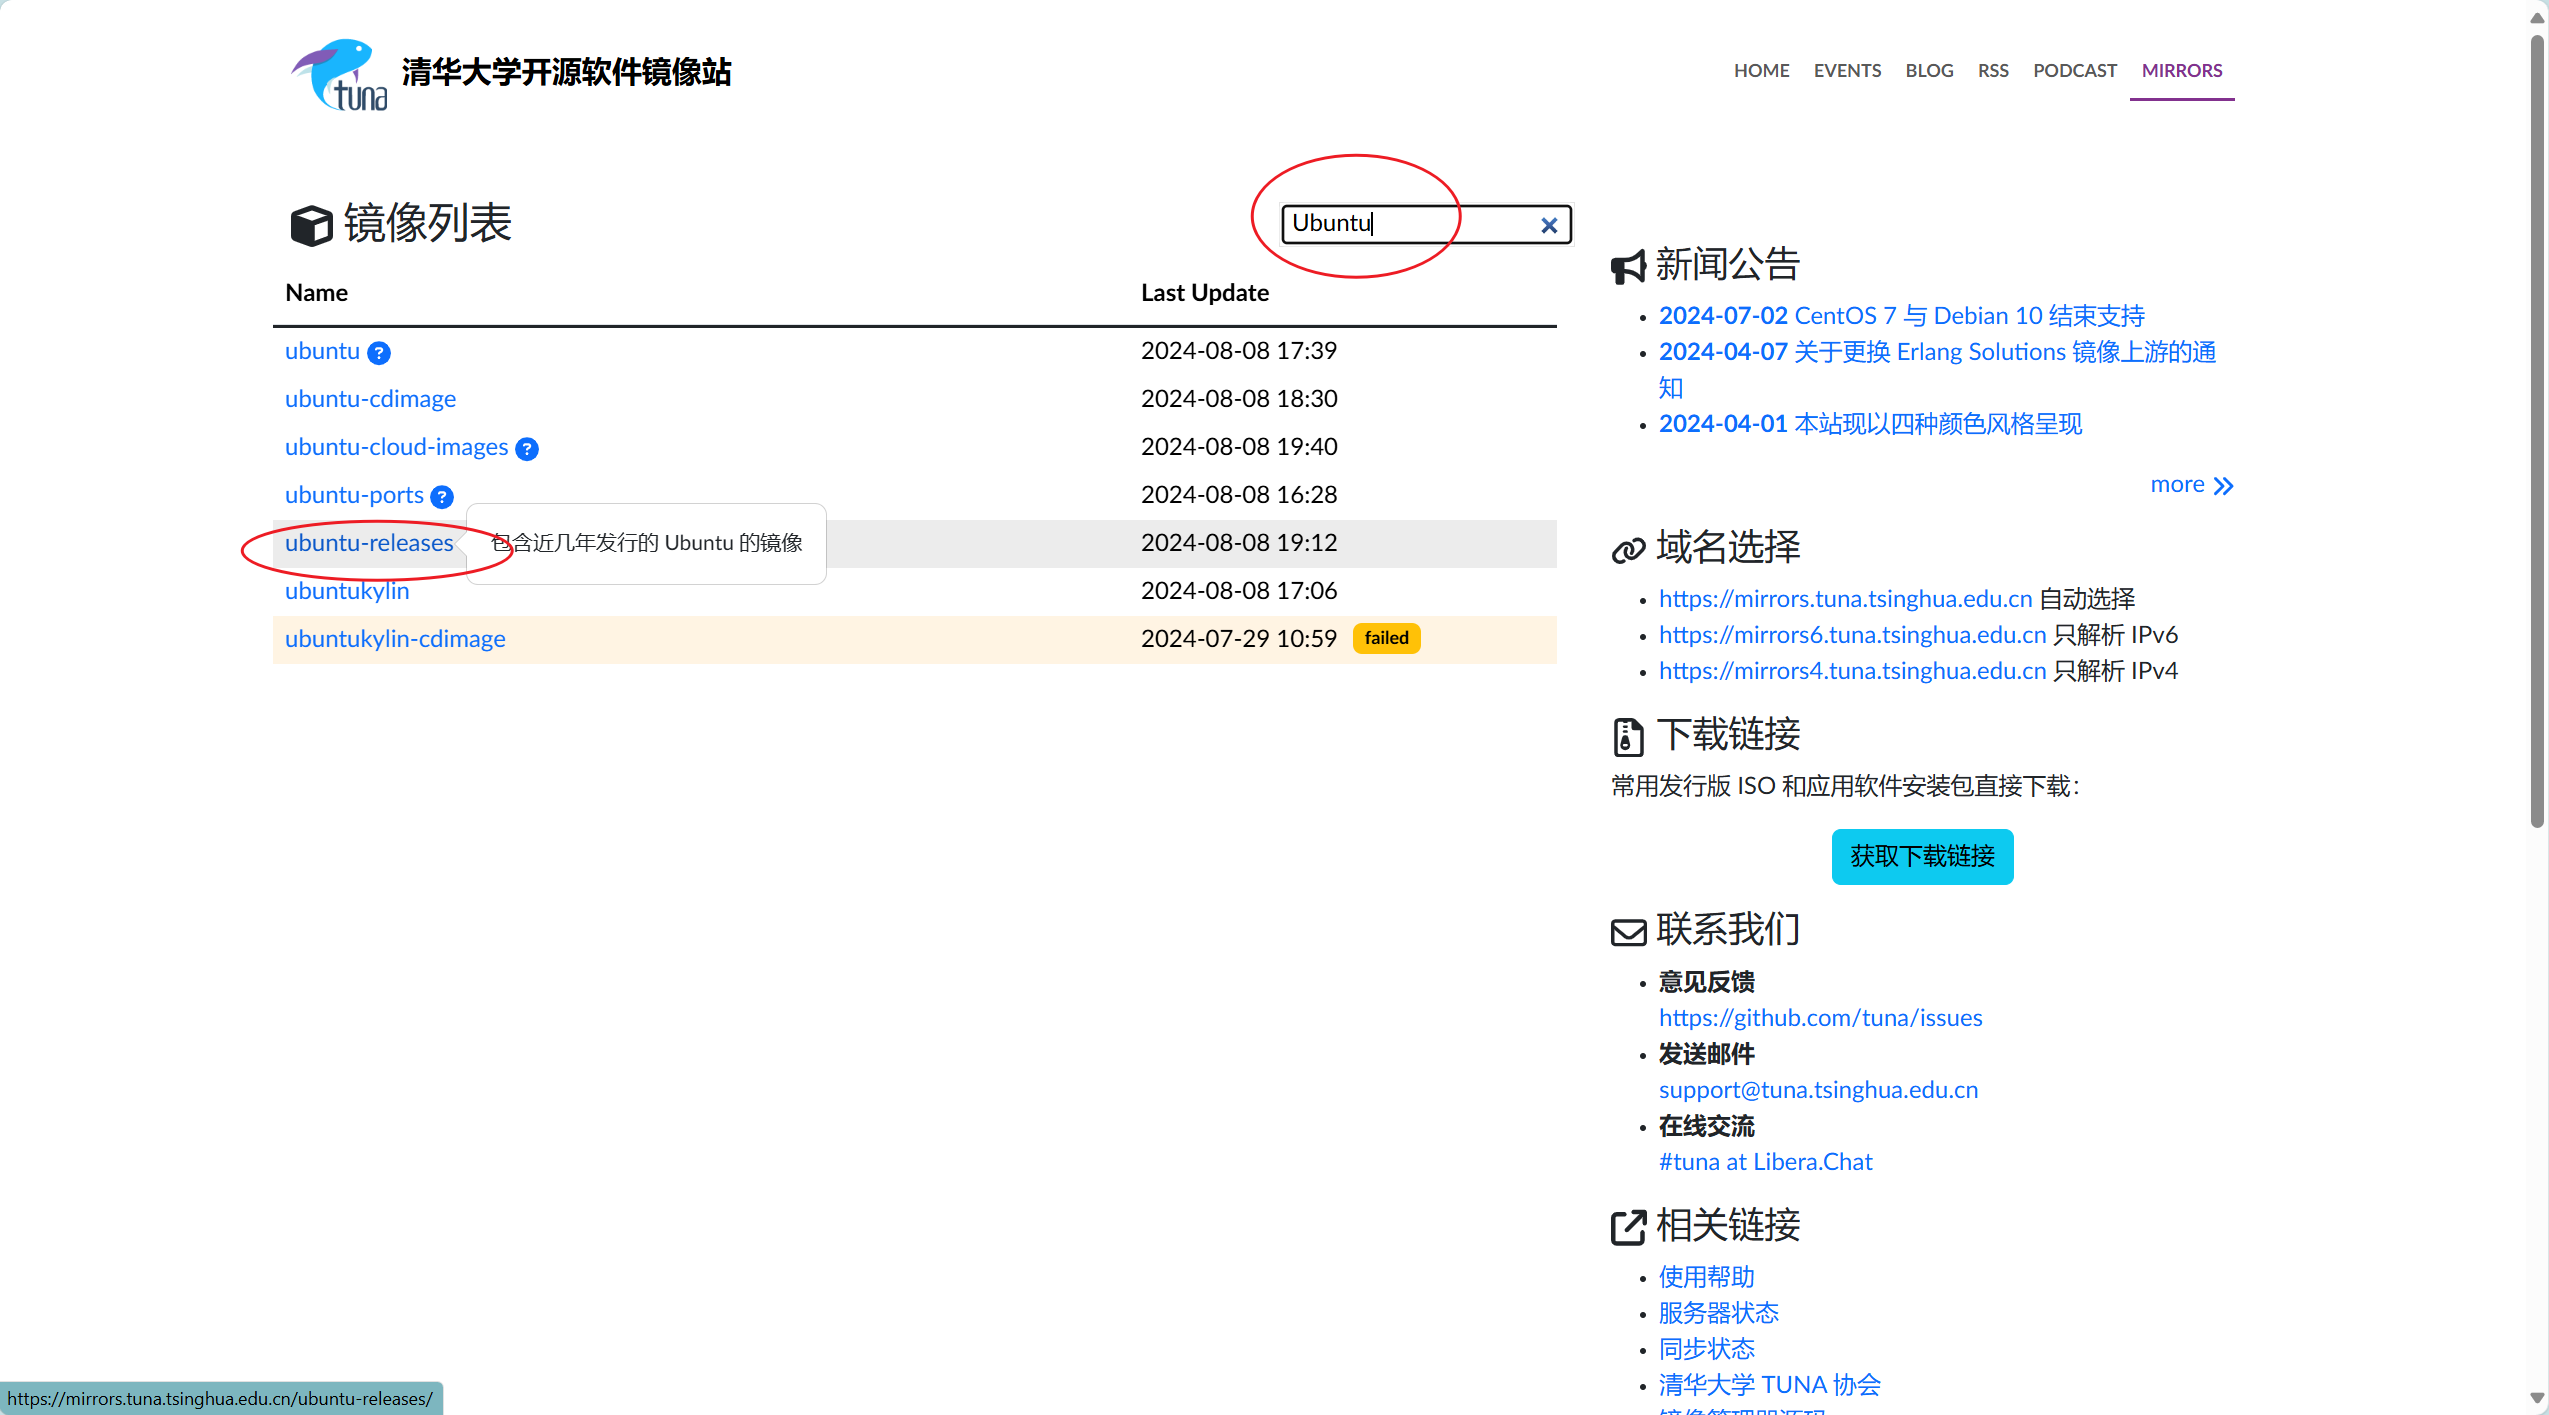 tuna
清华大学开源软件镜像站
HOME EVENTS BLOG RSS PODCAST MIRRORS
镜像列表
Ubuntu
Name Last Update
ubuntu ? 2024-08-08 17:39
ubuntu-cdimage 2024-08-08 18:30
ubuntu-cloud-images ? 2024-08-08 19:40
ubuntu-ports ? 2024-08-08 16:28
ubuntu-releases 包含近几年发行的 Ubuntu 的镜像 2024-08-08 19:12
ubuntukylin 2024-08-08 17:06
ubuntukylin-cdimage 2024-07-29 10:59 failed
新闻公告
2024-07-02 CentOS 7 与 Debian 10 结束支持
2024-04-07 关于更换 Erlang Solutions 镜像上游的通
知
2024-04-01 本站现以四种颜色风格呈现
more
域名选择
https://mirrors.tuna.tsinghua.edu.cn 自动选择
https://mirrors6.tuna.tsinghua.edu.cn 只解析 IPv6
https://mirrors4.tuna.tsinghua.edu.cn 只解析 IPv4
下载链接
常用发行版 ISO 和应用软件安装包直接下载：
获取下载链接
联系我们
意见反馈
https://github.com/tuna/issues
发送邮件
support@tuna.tsinghua.edu.cn
在线交流
#tuna at Libera.Chat
相关链接
使用帮助
服务器状态
同步状态
清华大学 TUNA 协会
https://mirrors.tuna.tsinghua.edu.cn/ubuntu-releases/